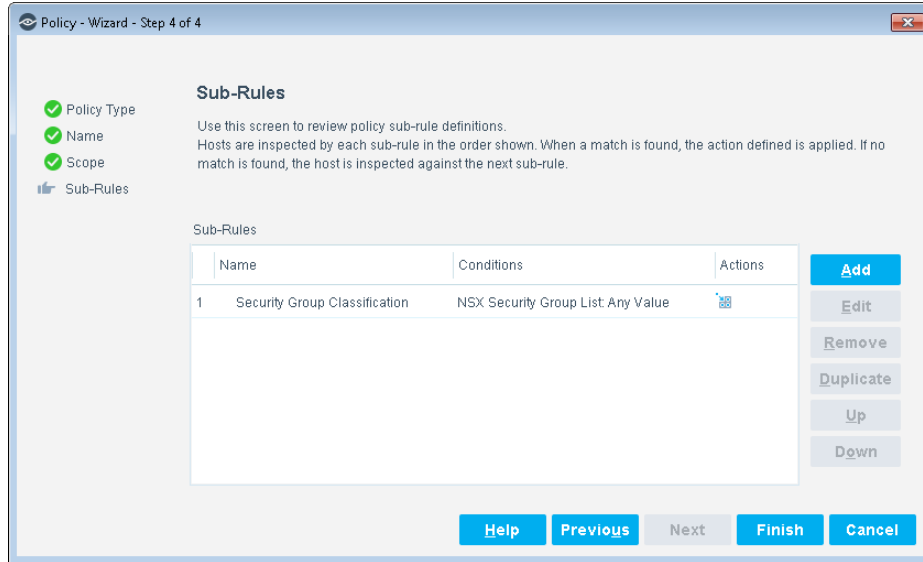 Policy - Wizard - Step 4 of 4
Policy Type
Name
Scope
Sub-Rules
Sub-Rules
Use this screen to review policy sub-rule definitions.
Hosts are inspected by each sub-rule in the order shown. When a match is found, the action defined is applied. If no
match is found, the host is inspected against the next sub-rule.
Sub-Rules
Name Conditions Actions
1 Security Group Classification NSX Security Group List: Any Value
Add
Edit
Remove
Duplicate
Up
Down
Help Previous Next Finish Cancel